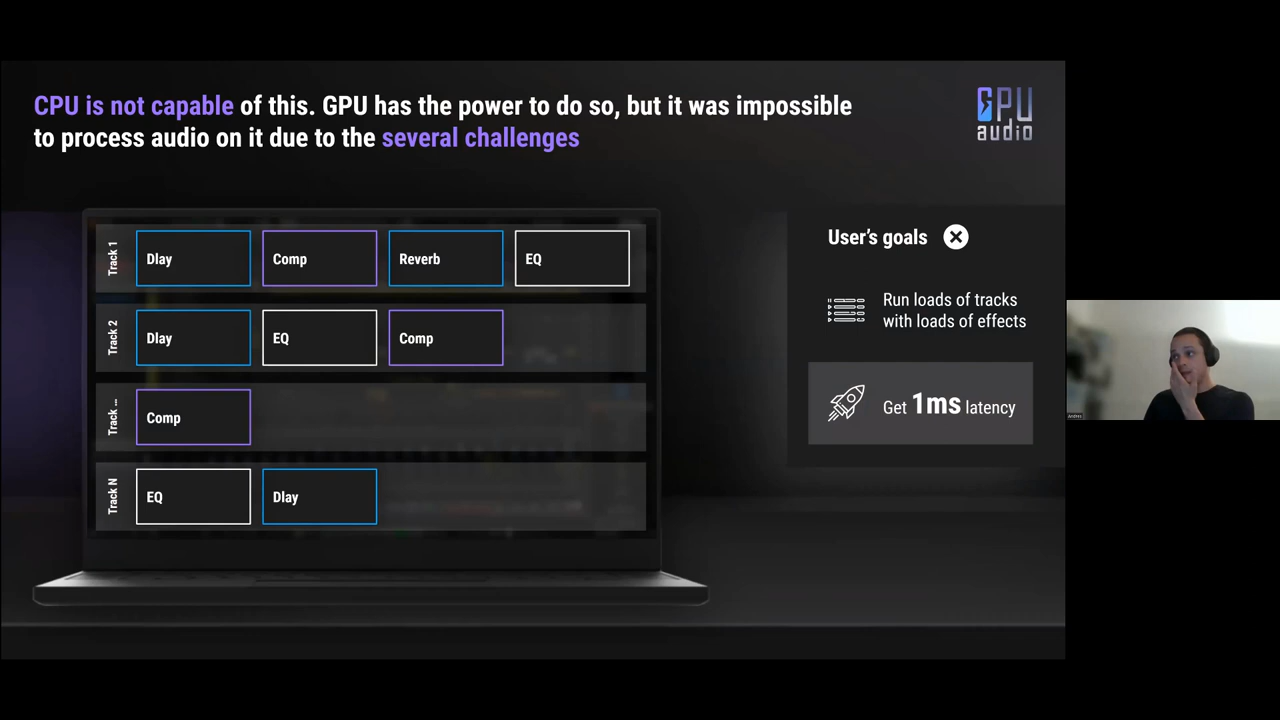 CPU is not capable of this. GPU has the power to do so, but it was impossible
to process audio on it due to the several challenges
GPU
audio
Track 1
Dlay
Comp
Reverb
EQ
Track 2
Dlay
EQ
Comp
Track ...
Comp
Track N
EQ
Dlay
User's goals
Run loads of tracks
with loads of effects
Get 1ms latency